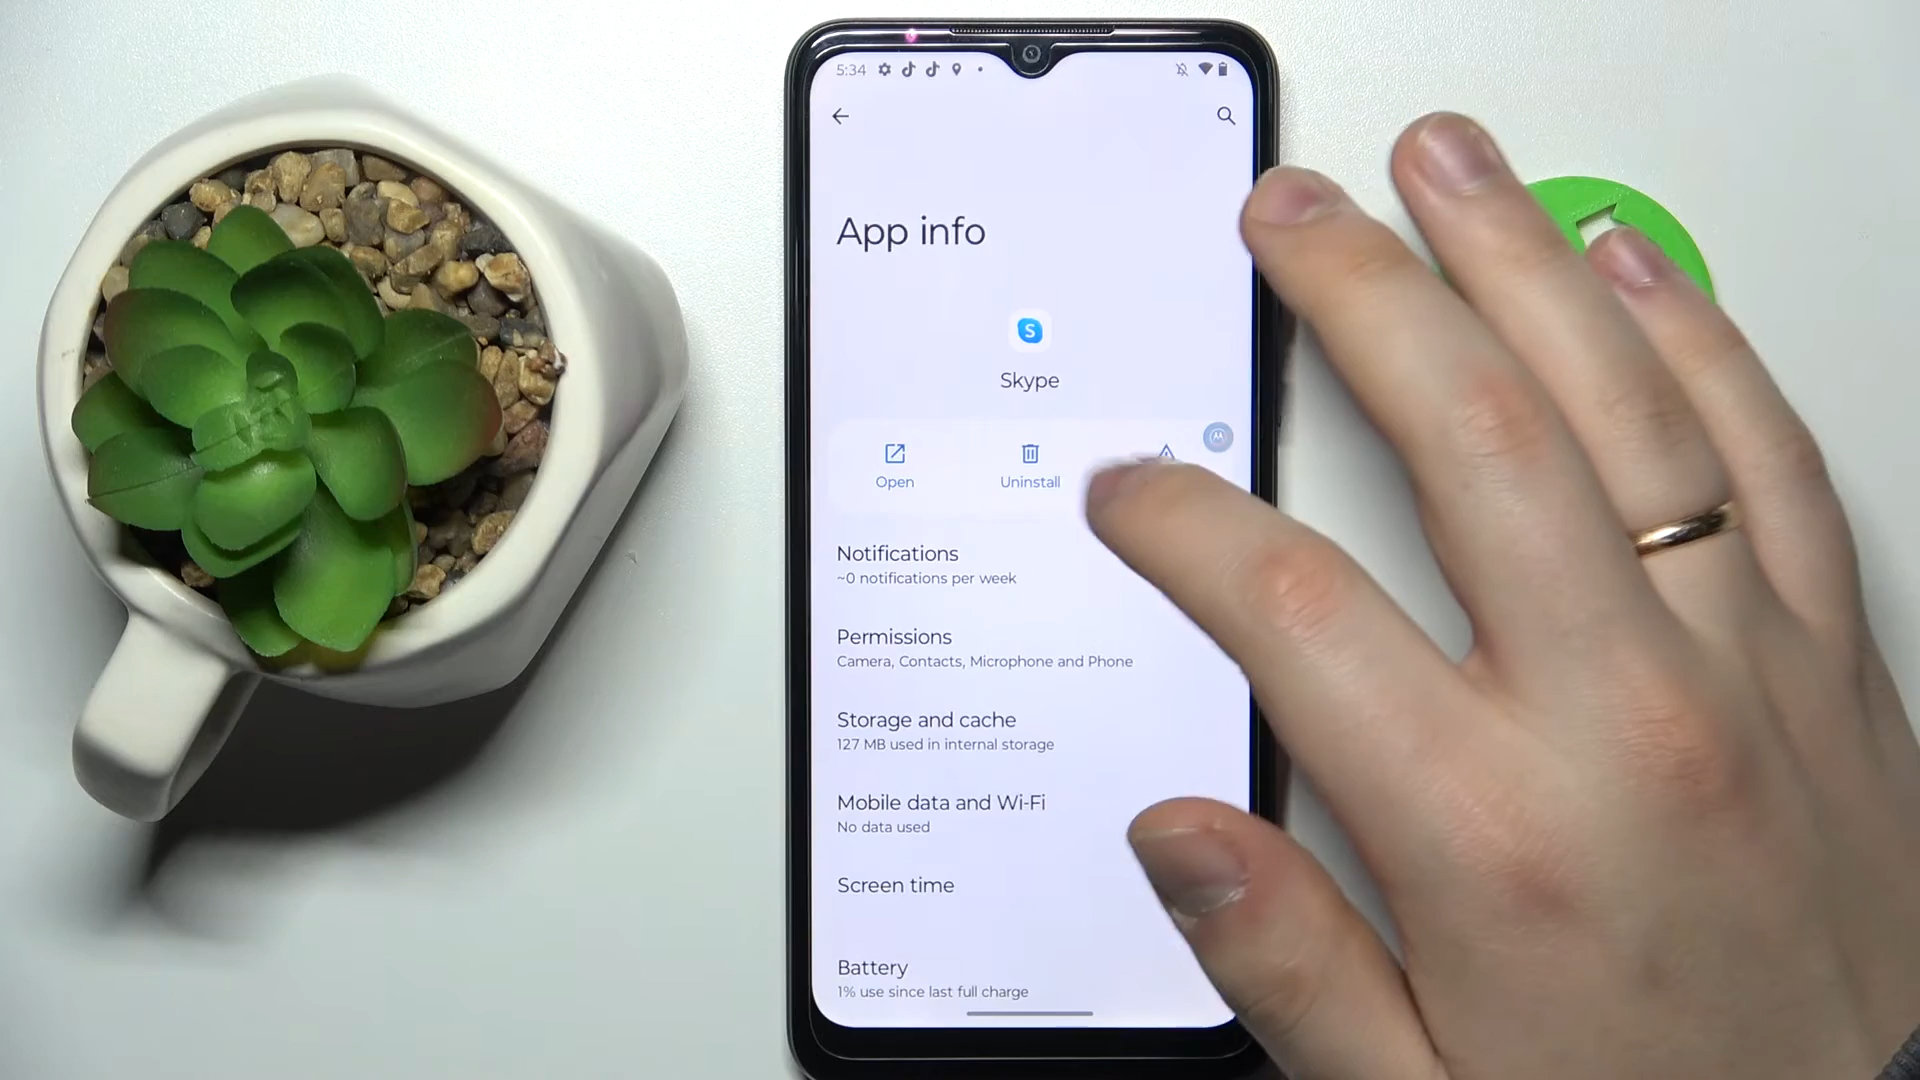 5:34
App info
S
Skype
Open
Uninstall
Notifications
~0 notifications per week
Permissions
Camera, Contacts, Microphone and Phone
Storage and cache
127 MB used in internal storage
Mobile data and Wi-Fi
No data used
Screen time
Battery
1% use since last full charge